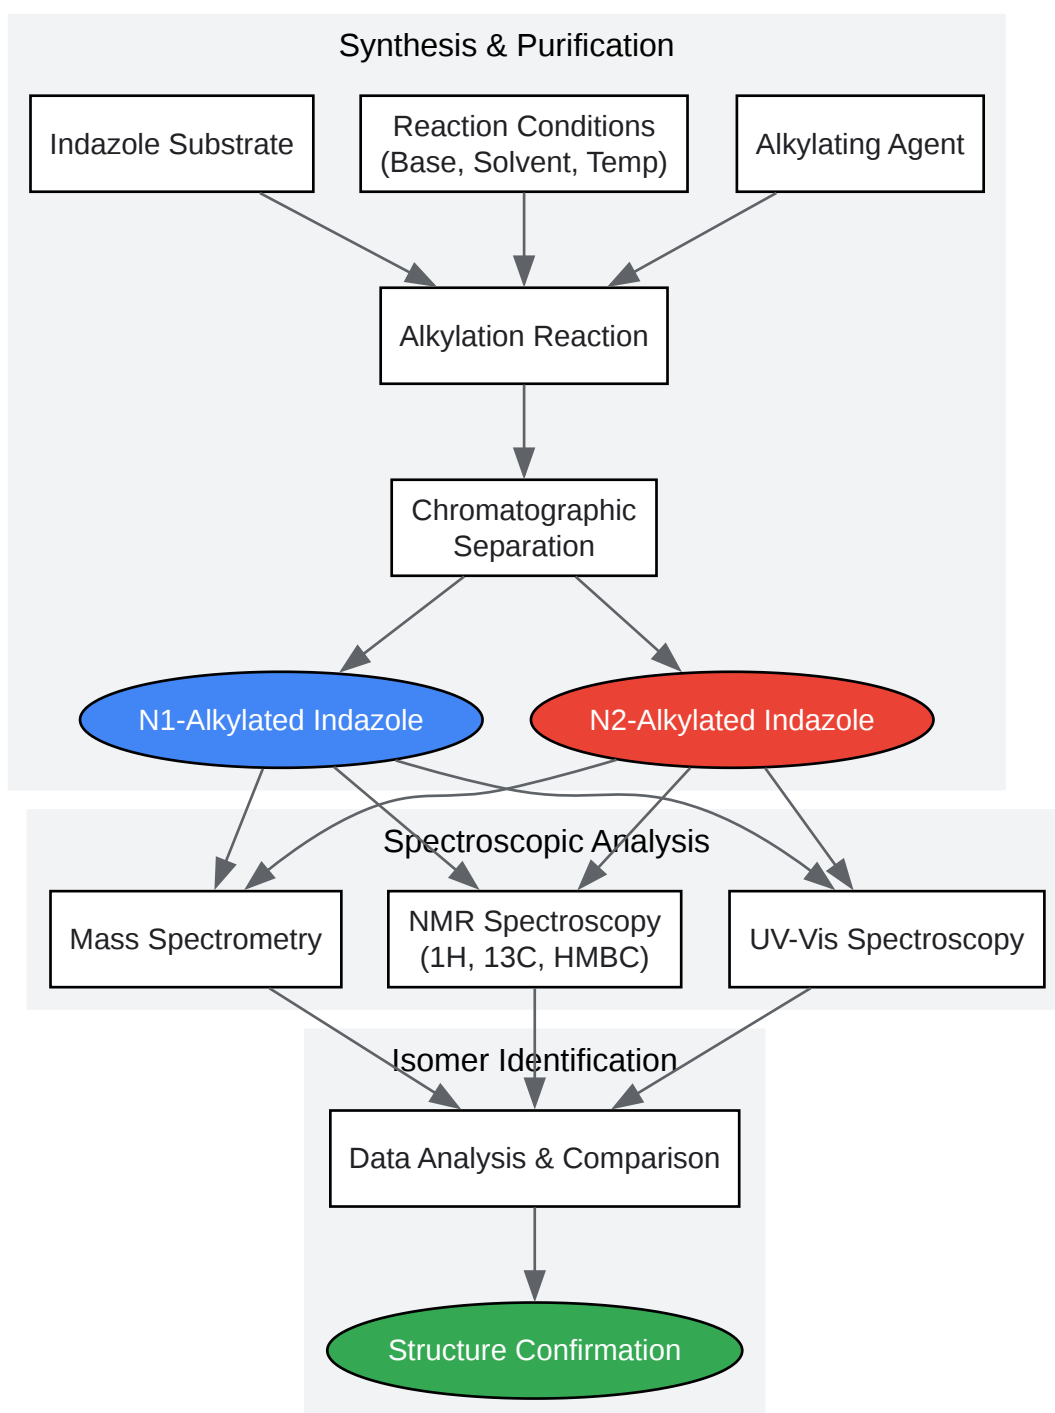 Synthesis & Purification
Indazole Substrate
Reaction Conditions
(Base, Solvent, Temp)
Alkylating Agent
Alkylation Reaction
Chromatographic
Separation
N1-Alkylated Indazole
N2-Alkylated Indazole
Spectroscopic Analysis
Mass Spectrometry
NMR Spectroscopy
(1H, 13C, HMBC)
UV-Vis Spectroscopy
Isomer Identification
Data Analysis & Comparison
Structure Confirmation